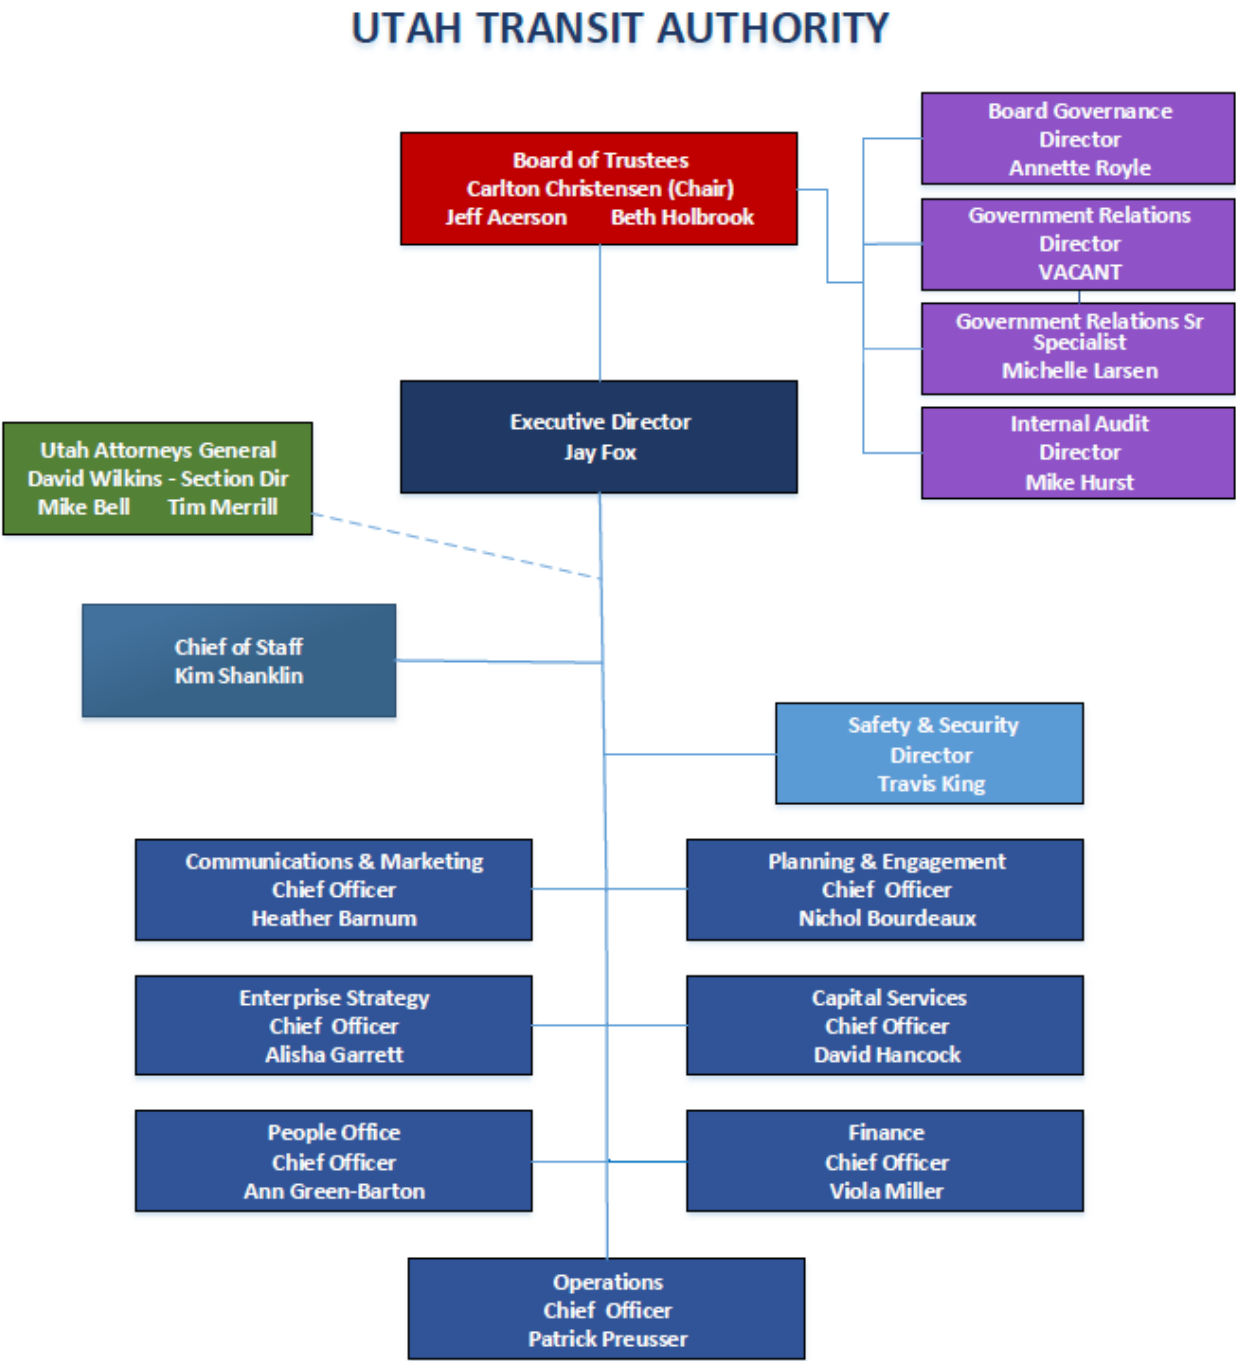 UTAH TRANSIT AUTHORITY
Board of Trustees
Carlton Christensen (Chair)
Jeff Acerson Beth Holbrook
Board Governance
Director
Annette Royle
Government Relations
Director
VACANT
Government Relations Sr
Specialist
Michelle Larsen
Internal Audit
Director
Mike Hurst
Executive Director
Jay Fox
Utah Attorneys General
David Wilkins - Section Dir
Mike Bell Tim Merrill
Chief of Staff
Kim Shanklin
Safety & Security
Director
Travis King
Communications & Marketing
Chief Officer
Heather Barnum
Planning & Engagement
Chief Officer
Nichol Bourdeaux
Enterprise Strategy
Chief Officer
Alisha Garrett
Capital Services
Chief Officer
David Hancock
People Office
Chief Officer
Ann Green-Barton
Finance
Chief Officer
Viola Miller
Operations
Chief Officer
Patrick Preusser